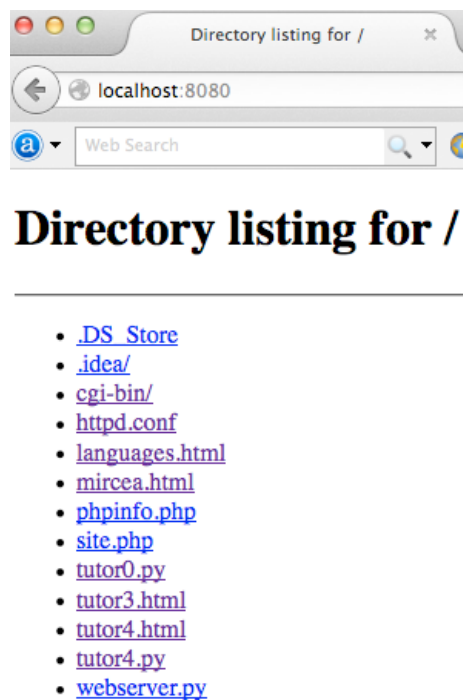 Directory listing for /
localhost:8080
a Web Search
Directory listing for /
.DS_Store
.idea/
cgi-bin/
httpd.conf
languages.html
mircea.html
phpinfo.php
site.php
tutor0.py
tutor3.html
tutor4.html
tutor4.py
webserver.py